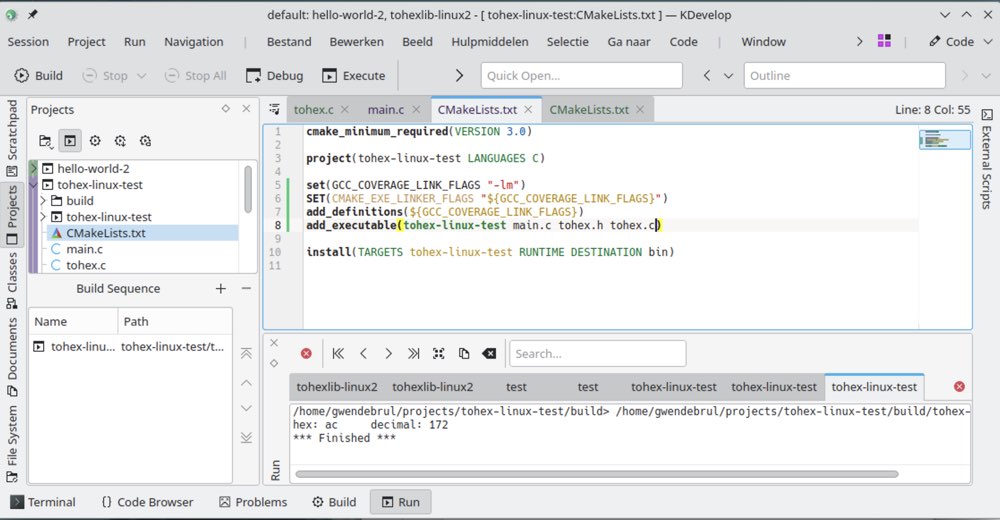 default: hello-world-2, tohexlib-linux2 - [ tohex-linux-test:CMakeLists.txt ] — KDevelop
Session Project Run Navigation Bestand Bewerken Beeld Hulpmiddelen Selectie Ga naar Code Window Code
Build Stop Stop All Debug Execute Quick Open... Outline
Scratchpad
Projects
Classes
Documents
File System
Projects
hello-world-2
tohex-linux-test
build
tohex-linux-test
CMakeLists.txt
main.c
tohex.c
Build Sequence
Name Path
tohex-linu... tohex-linux-test/t...
tohex.c main.c CMakeLists.txt CMakeLists.txt Line: 8 Col: 55
1 cmake_minimum_required(VERSION 3.0)
2
3 project(tohex-linux-test LANGUAGES C)
4
5 set(GCC_COVERAGE_LINK_FLAGS "-lm")
6 SET(CMAKE_EXE_LINKER_FLAGS "${GCC_COVERAGE_LINK_FLAGS}")
7 add_definitions(${GCC_COVERAGE_LINK_FLAGS})
8 add_executable(tohex-linux-test main.c tohex.h tohex.c)
9
10 install(TARGETS tohex-linux-test RUNTIME DESTINATION bin)
11
External Scripts
Search...
tohexlib-linux2 tohexlib-linux2 test test tohex-linux-test tohex-linux-test tohex-linux-test
/home/gwendebrul/projects/tohex-linux-test/build> /home/gwendebrul/projects/tohex-linux-test/build/tohex-
hex: ac decimal: 172
*** Finished ***
Run
Terminal {} Code Browser Problems Build Run